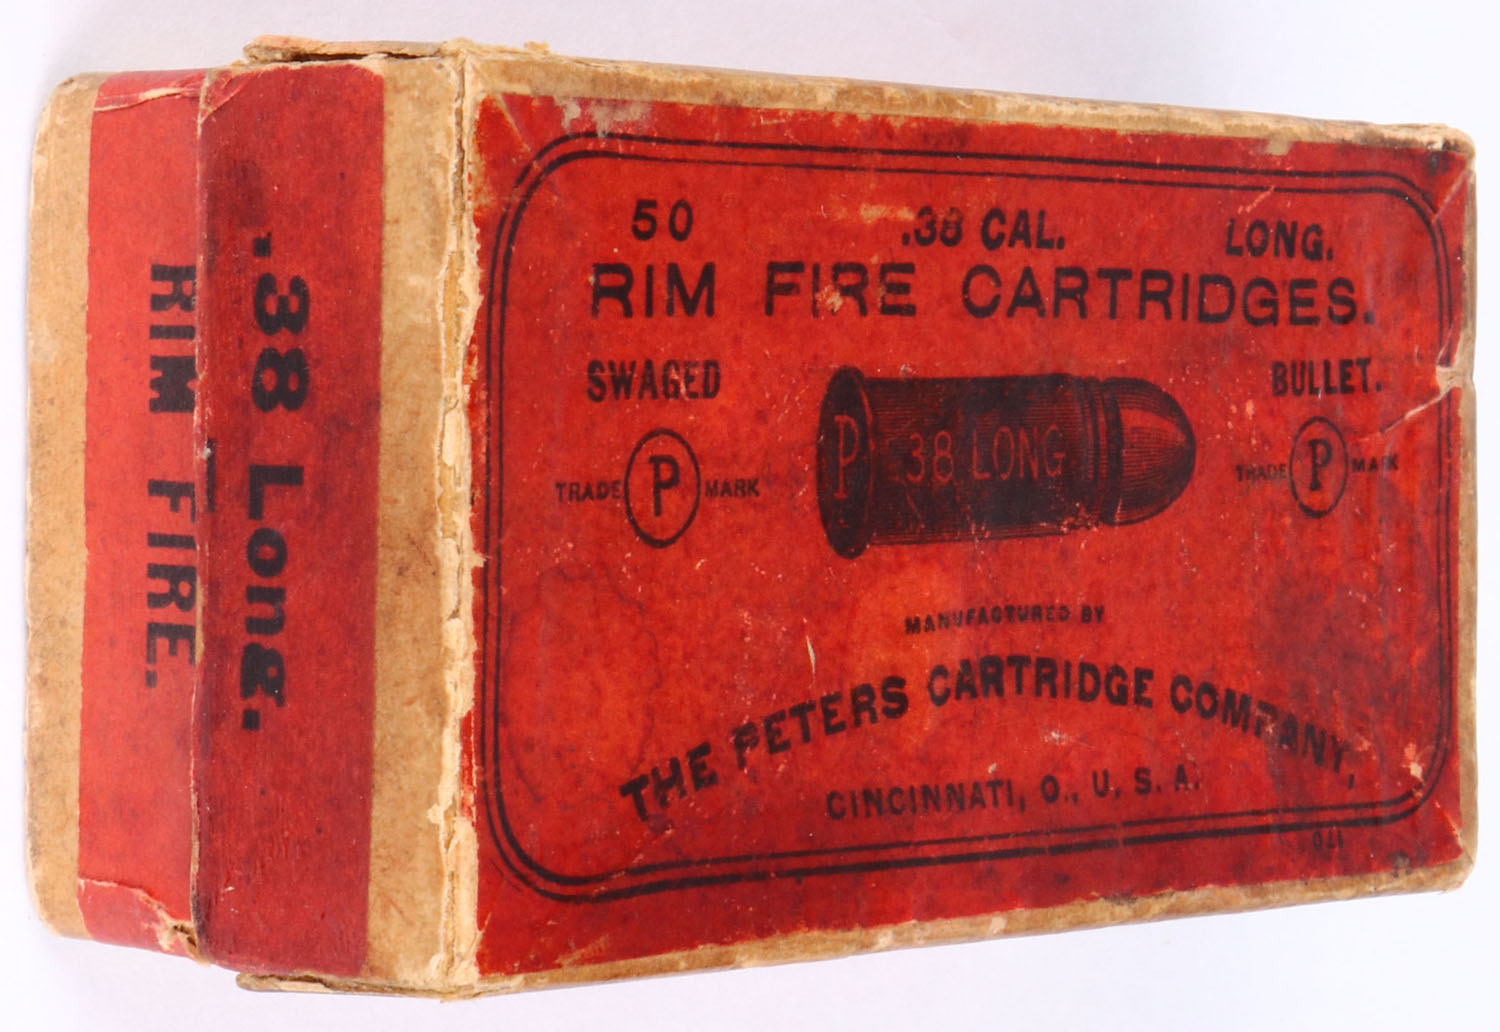 50 .38 CAL. LONG.
RIM FIRE CARTRIDGES.
SWAGED BULLET.
P 38 LONG
TRADE P MARK TRADE P MARK
MANUFACTURED BY
THE PETERS CARTRIDGE COMPANY,
CINCINNATI, O., U. S. A.
.38 Long.
RIM FIRE.